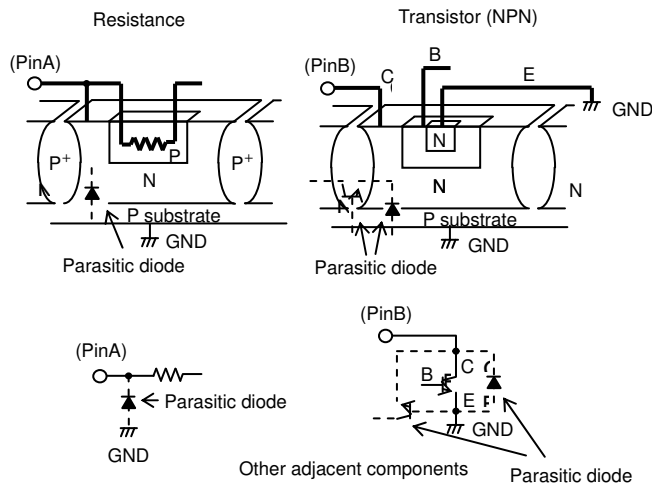 Resistance
Transistor (NPN)
(PinA)
(PinB)
B
C
E
GND
P+
P
P+
N
N
N
N
P substrate
P substrate
GND
GND
Parasitic diode
Parasitic diode
(PinB)
(PinA)
C
B
Parasitic diode
E
GND
GND
Other adjacent components
Parasitic diode